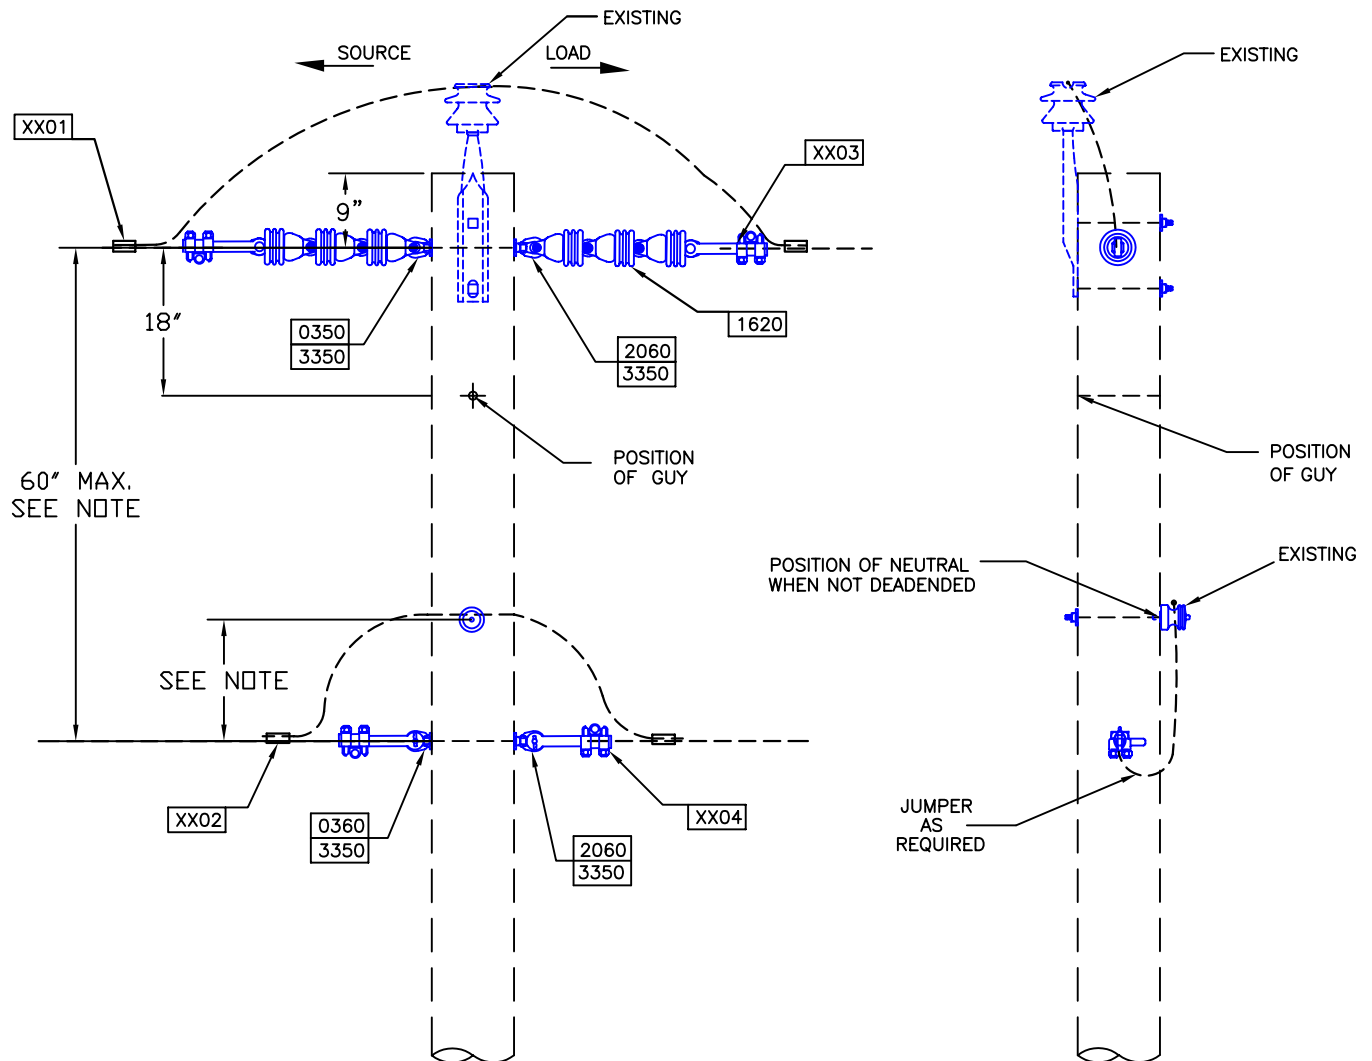 EXISTING
SOURCE
LOAD
EXISTING
XX01
XX03
9"
18"
0350
3350
2060
3350
1620
POSITION
OF GUY
POSITION
OF GUY
60" MAX.
SEE NOTE
POSITION OF NEUTRAL
WHEN NOT DEADENDED
EXISTING
SEE NOTE
XX02
0360
3350
2060
3350
XX04
JUMPER
AS
REQUIRED